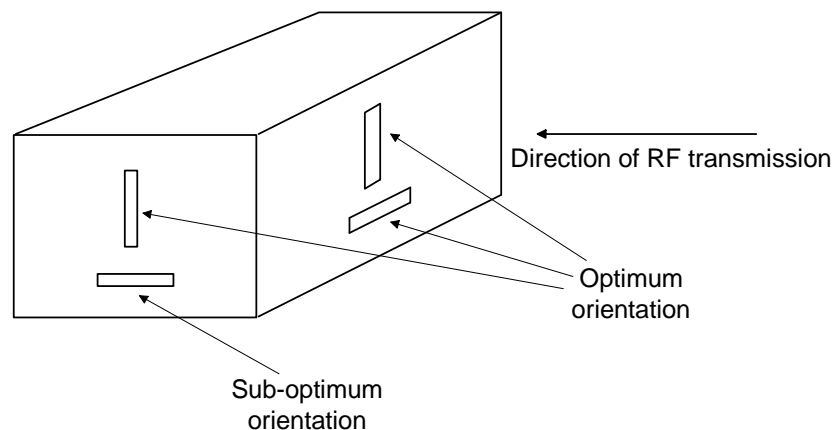 Direction of RF transmission
Optimum
orientation
Sub-optimum
orientation